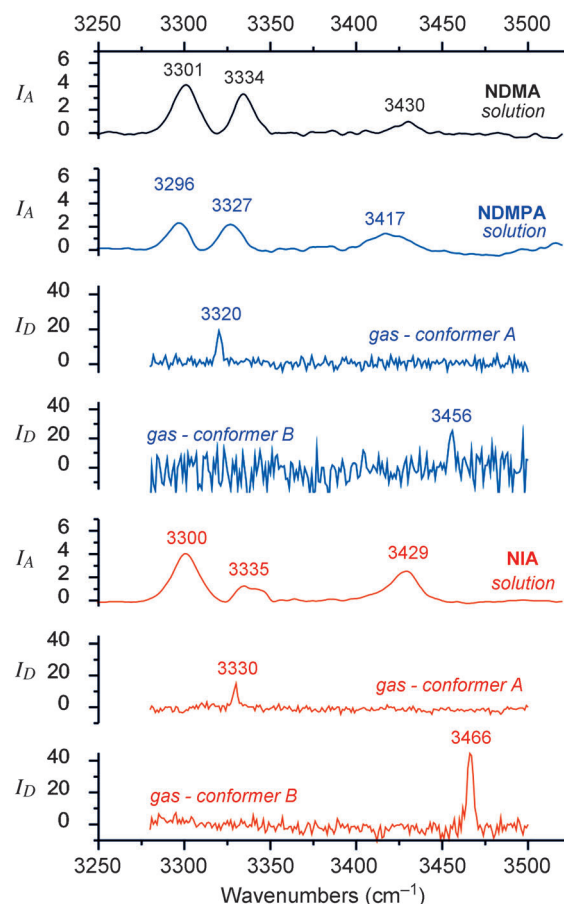 3250 3300 3350 3400 3450 3500
I_A
6
4
2
0
3301
3334
3430
NDMA
solution
I_A
6
4
2
0
3296
3327
3417
NDMPA
solution
I_D
40
20
0
3320
gas - conformer A
I_D
40
20
0
gas - conformer B
3456
I_A
6
4
2
0
3300
3335
3429
NIA
solution
I_D
40
20
0
3330
gas - conformer A
I_D
40
20
0
gas - conformer B
3466
3250 3300 3350 3400 3450 3500
Wavenumbers (cm⁻¹)